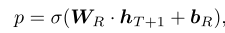 p = σ(W_R · h_{T+1} + b_R),